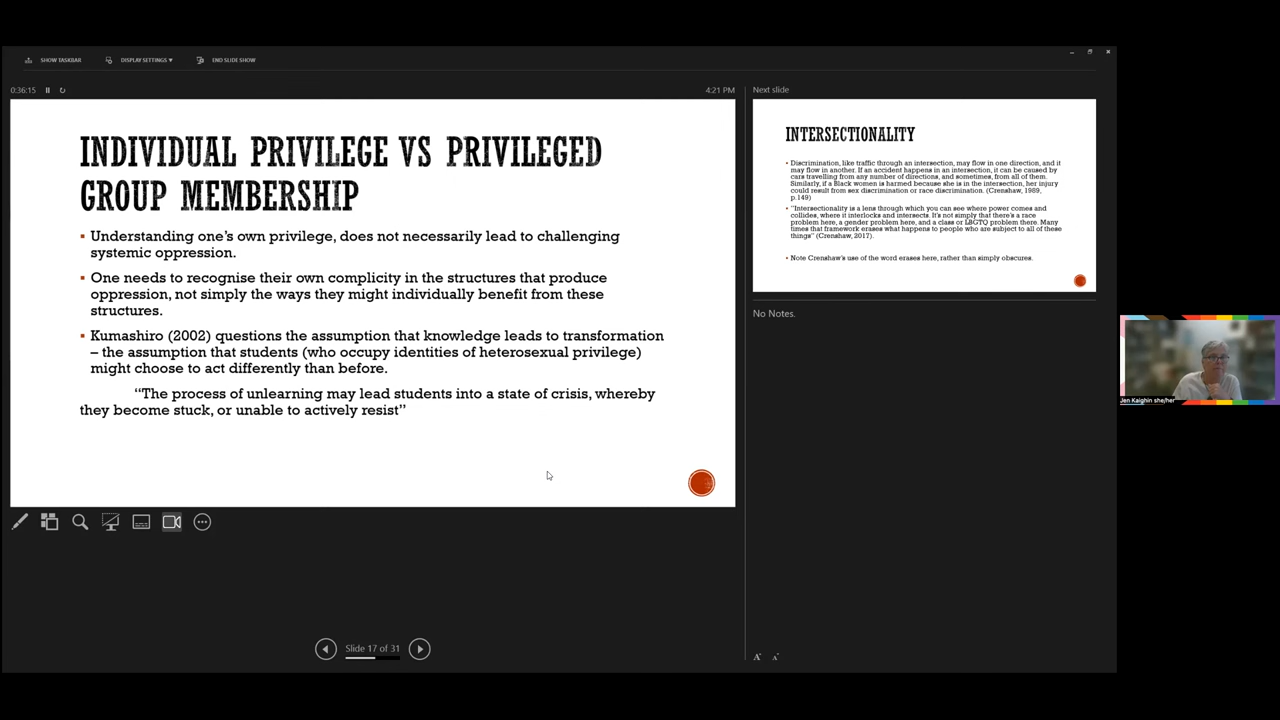 SHOW TASKBAR
DISPLAY SETTINGS ▼
END SLIDE SHOW
0:36:15
4:21 PM
INDIVIDUAL PRIVILEGE VS PRIVILEGED
GROUP MEMBERSHIP
▪ Understanding one's own privilege, does not necessarily lead to challenging
systemic oppression.
▪ One needs to recognise their own complicity in the structures that produce
oppression, not simply the ways they might individually benefit from these
structures.
▪ Kumashiro (2002) questions the assumption that knowledge leads to transformation
– the assumption that students (who occupy identities of heterosexual privilege)
might choose to act differently than before.
“The process of unlearning may lead students into a state of crisis, whereby
they become stuck, or unable to actively resist”
Slide 17 of 31
Next slide
INTERSECTIONALITY
▪ Discrimination, like traffic through an intersection, may flow in one direction, and it
may flow in another. If an accident happens in an intersection, it can be caused by
cars travelling from any number of directions, and sometimes, from all of them.
Similarly, if a Black women is harmed because she is in the intersection, her injury
could result from sex discrimination or race discrimination. (Crenshaw, 1989,
p.149)
▪ “Intersectionality is a lens through which you can see where power comes and
collides, where it interlocks and intersects. It's not simply that there's a race
problem here, a gender problem here, and a class or LBGTQ problem there. Many
times that framework erases what happens to people who are subject to all of these
things” (Crenshaw, 2017).
▪ Note Crenshaw's use of the word erases here, rather than simply obscures.
No Notes.
A A
Jen Kaighin she/her